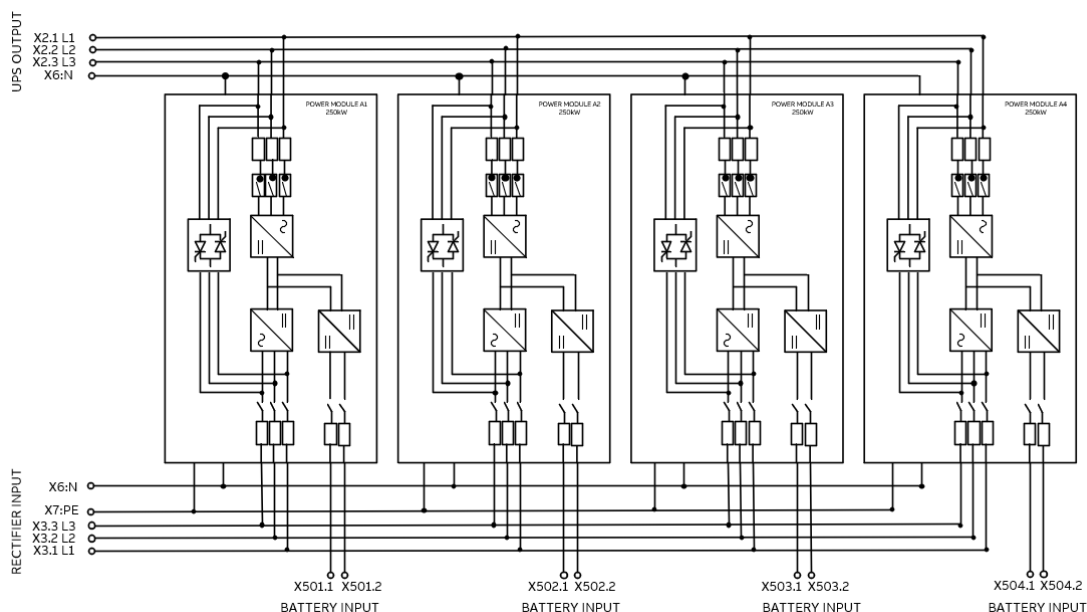 UPS OUTPUT
X2.1 L1
X2.2 L2
X2.3 L3
X6:N
POWER MODULE A1
250kW
POWER MODULE A2
250kW
POWER MODULE A3
250kW
POWER MODULE A4
250kW
RECTIFIER INPUT
X6:N
X7:PE
X3.3 L3
X3.2 L2
X3.1 L1
X501.1 X501.2
BATTERY INPUT
X502.1 X502.2
BATTERY INPUT
X503.1 X503.2
BATTERY INPUT
X504.1 X504.2
BATTERY INPUT